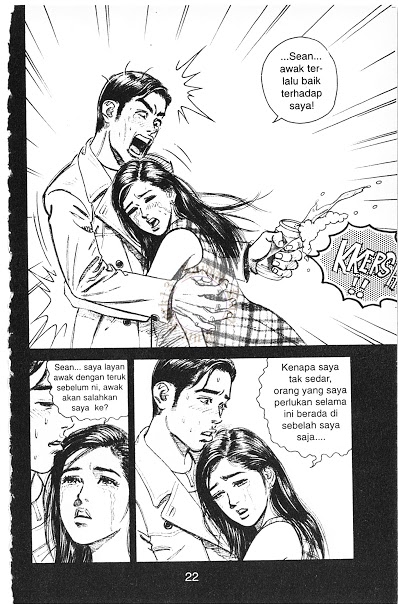 ...Sean...
awak ter-
lalu baik
terhadap
saya!
KKERSH
!!
Sean... saya layan
awak dengan teruk
sebelum ni, awak
akan salahkan
saya ke?
Kenapa saya
tak sedar,
orang yang saya
perlukan selama
ini berada di
sebelah saya
saja....
22